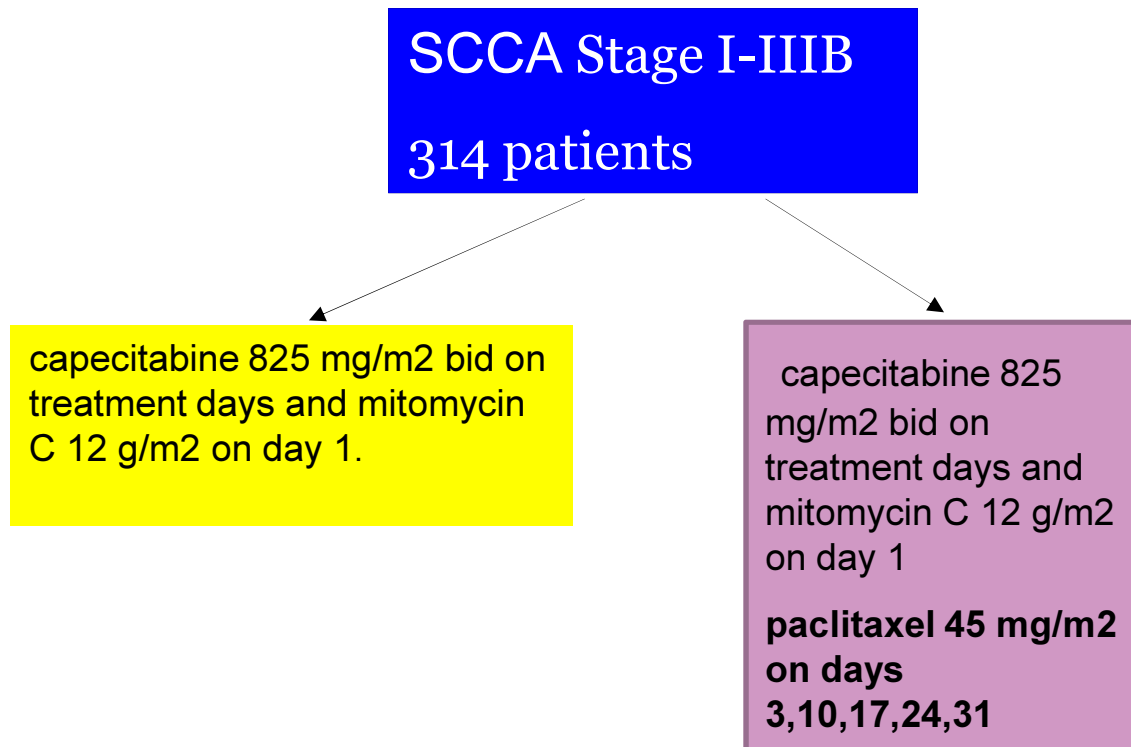 SCCA Stage I-IIIB
314 patients
capecitabine 825 mg/m2 bid on
treatment days and mitomycin
C 12 g/m2 on day 1.
capecitabine 825
mg/m2 bid on
treatment days and
mitomycin C 12 g/m2
on day 1
paclitaxel 45 mg/m2
on days
3,10,17,24,31